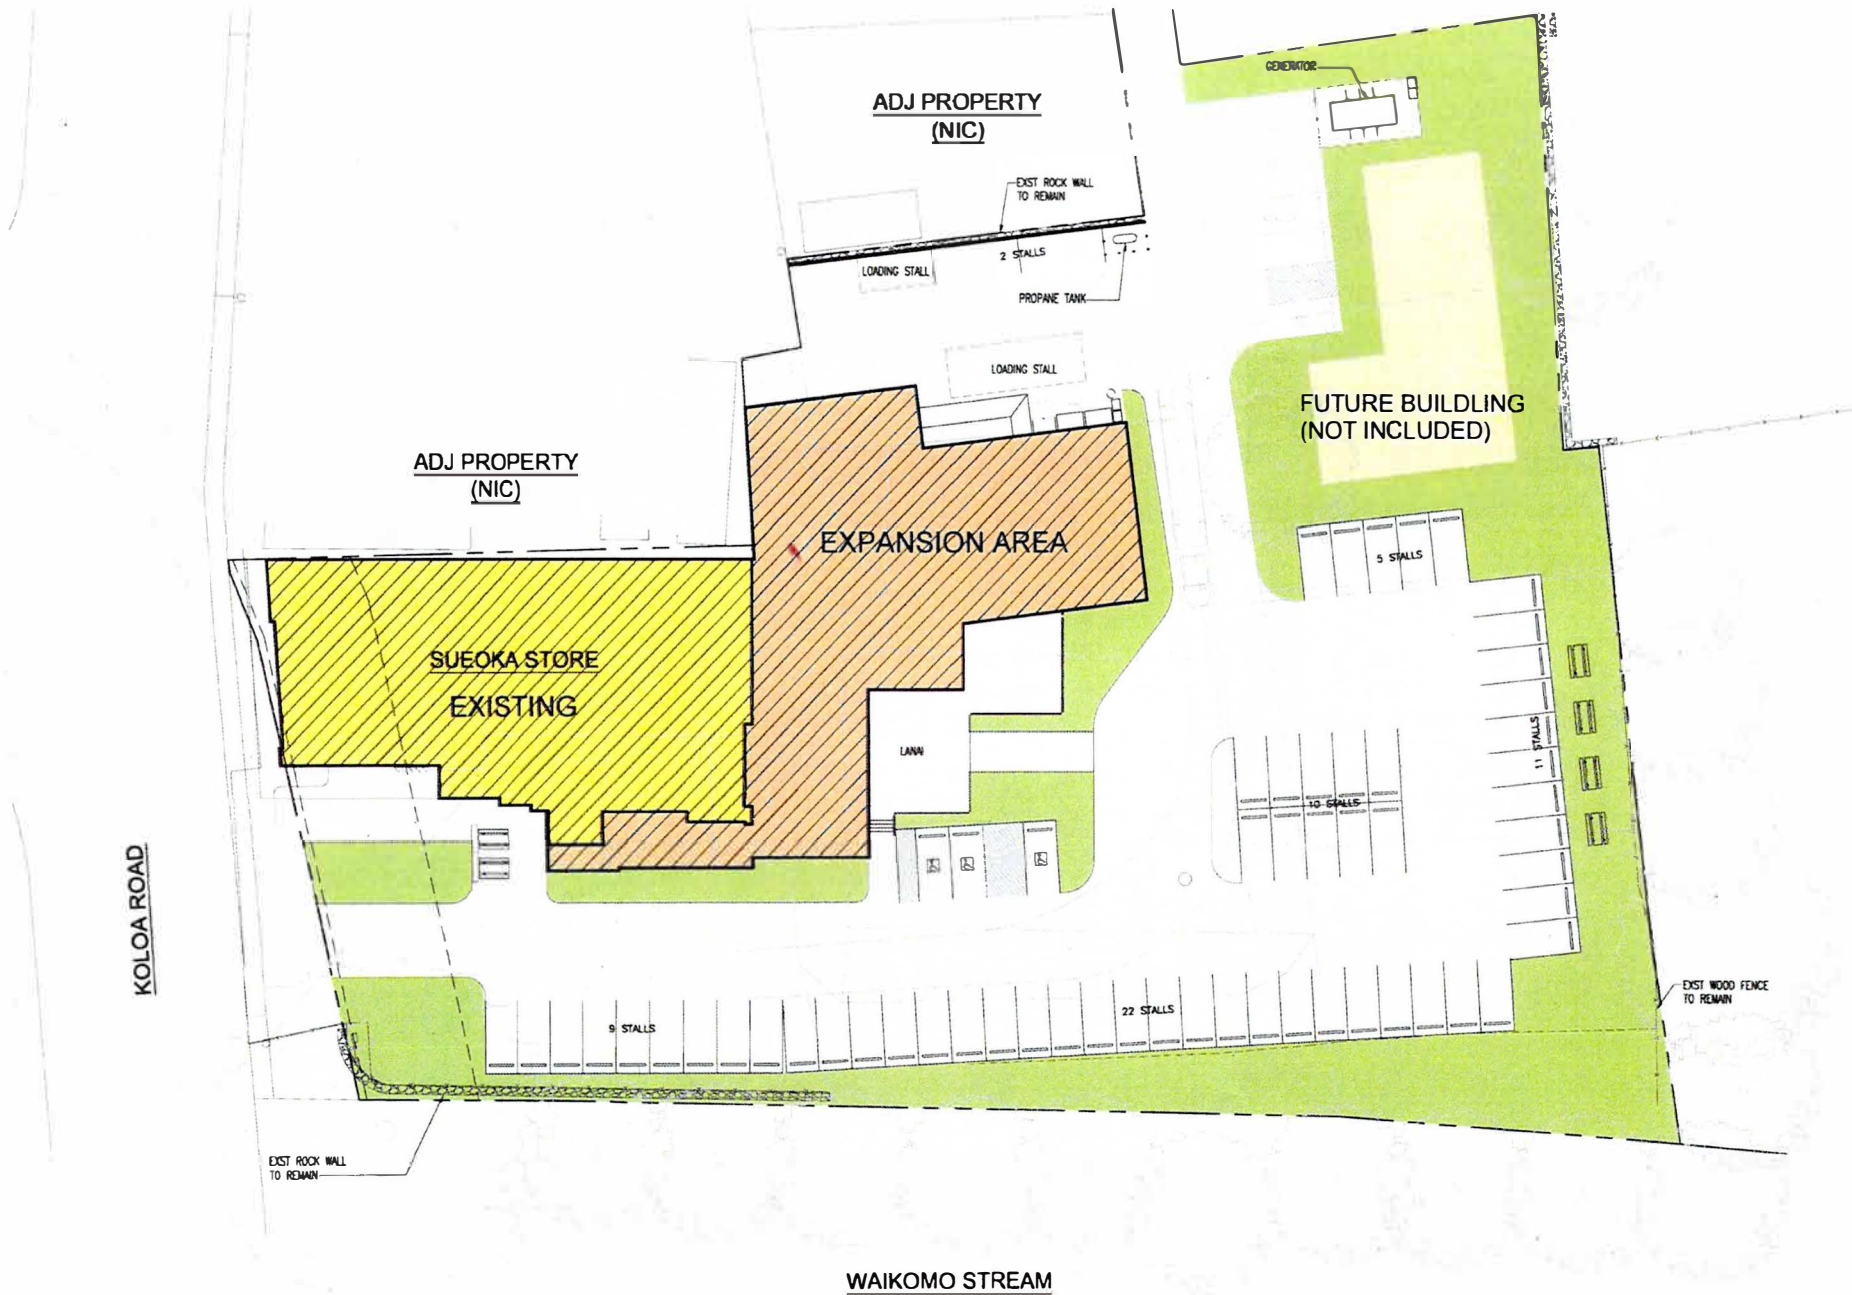 GENERATOR
ADJ PROPERTY
(NIC)
EXST ROCK WALL
TO REMAIN
2 STALLS
LOADING STALL
PROPANE TANK
LOADING STALL
FUTURE BUILDLING
(NOT INCLUDED)
ADJ PROPERTY
(NIC)
EXPANSION AREA
5 STALLS
SUEOKA STORE
EXISTING
11 STALLS
LANAI
10 STALLS
KOLOA ROAD
EXST WOOD FENCE
TO REMAIN
22 STALLS
9 STALLS
EXST ROCK WALL
TO REMAIN
WAIKOMO STREAM